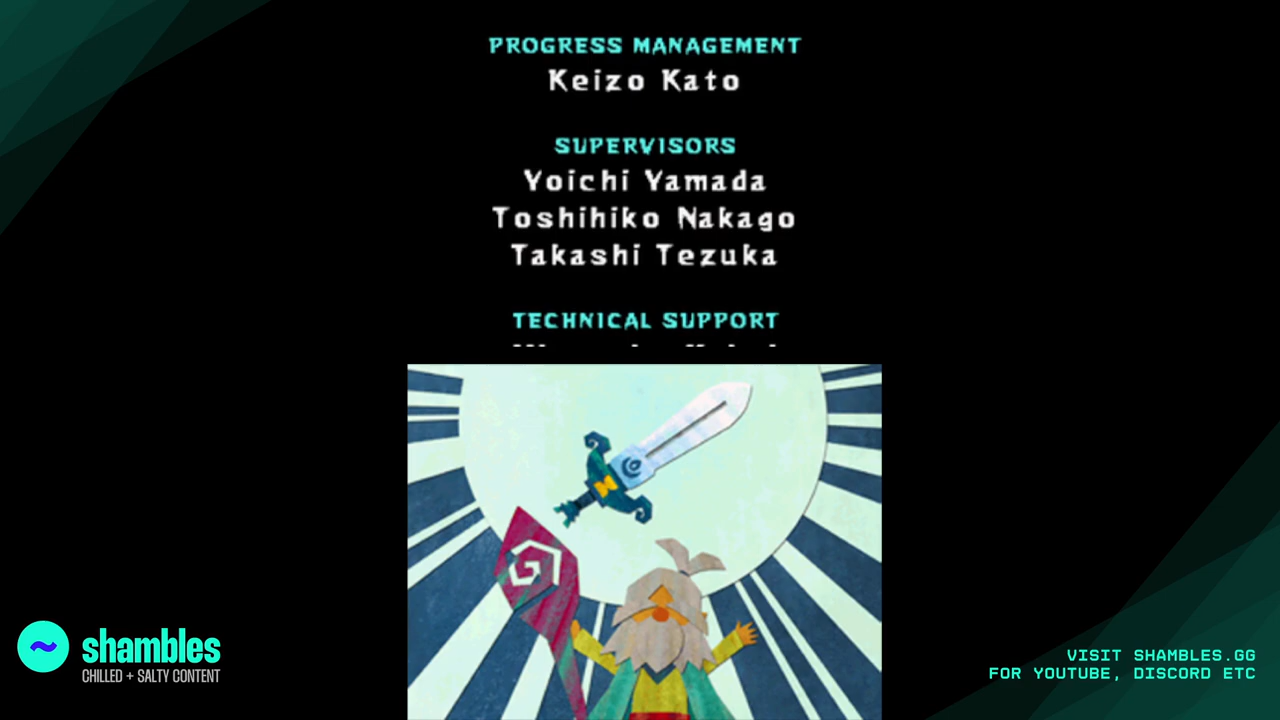 PROGRESS MANAGEMENT
Keizo Kato
SUPERVISORS
Yoichi Yamada
Toshihiko Nakago
Takashi Tezuka
TECHNICAL SUPPORT
shambles
CHILLED + SALTY CONTENT
VISIT SHAMBLES.GG
FOR YOUTUBE, DISCORD ETC